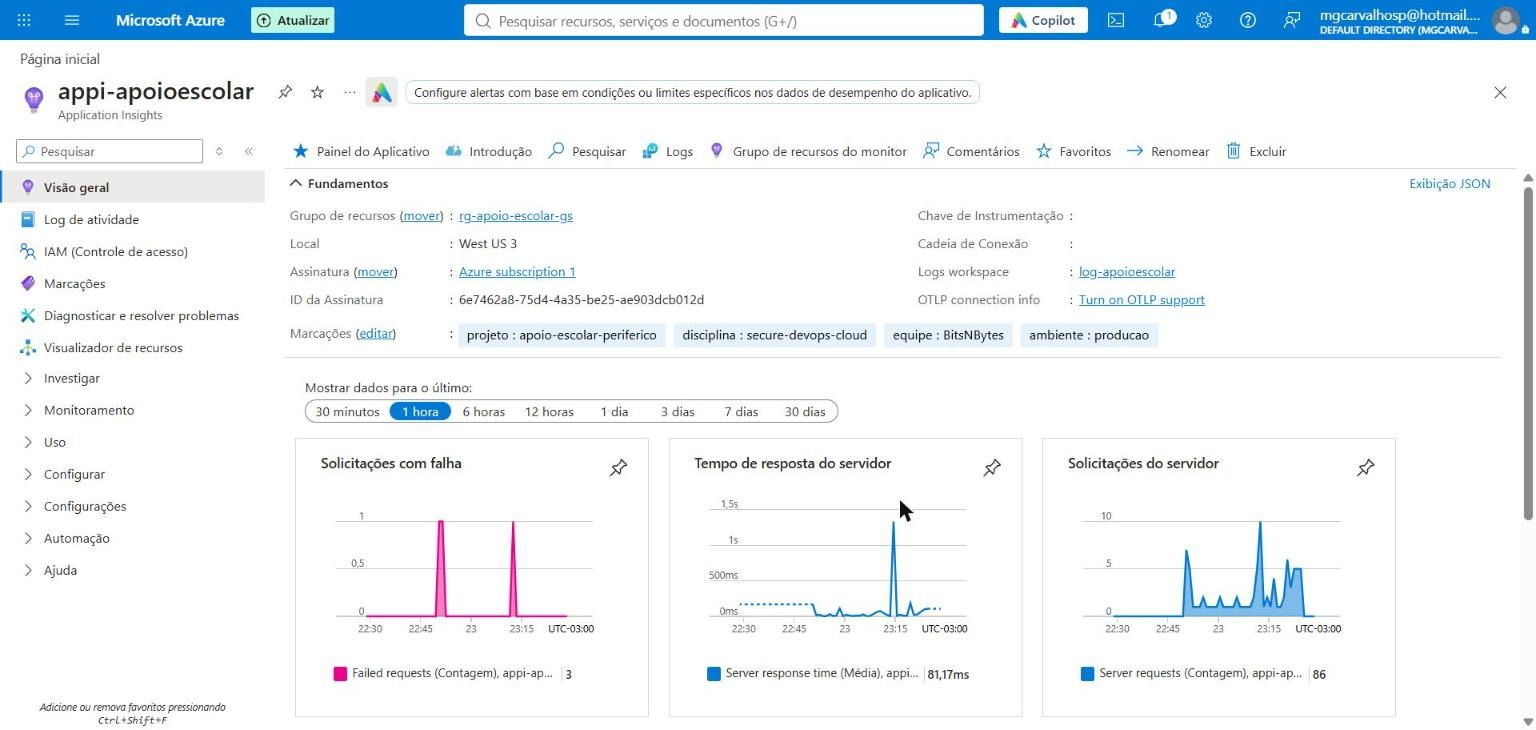 Microsoft Azure
Atualizar
Pesquisar recursos, serviços e documentos (G+/)
Copilot
1
mgcarvalhosp@hotmail....
DEFAULT DIRECTORY (MGCARVA...
Página inicial
appi-apoioescolar
Application Insights
Configure alertas com base em condições ou limites específicos nos dados de desempenho do aplicativo.
Pesquisar
Painel do Aplicativo
Introdução
Pesquisar
Logs
Grupo de recursos do monitor
Comentários
Favoritos
Renomear
Excluir
Visão geral
Log de atividade
IAM (Controle de acesso)
Marcações
Diagnosticar e resolver problemas
Visualizador de recursos
Investigar
Monitoramento
Uso
Configurar
Configurações
Automação
Ajuda
Adicione ou remova favoritos pressionando
Ctrl+Shift+F
Fundamentos
Exibição JSON
Grupo de recursos (mover) : rg-apoio-escolar-gs
Local : West US 3
Assinatura (mover) : Azure subscription 1
ID da Assinatura : 6e7462a8-75d4-4a35-be25-ae903dcb012d
Chave de Instrumentação :
Cadeia de Conexão :
Logs workspace : log-apoioescolar
OTLP connection info : Turn on OTLP support
Marcações (editar) : projeto : apoio-escolar-periferico disciplina : secure-devops-cloud equipe : BitsNBytes ambiente : producao
Mostrar dados para o último:
30 minutos 1 hora 6 horas 12 horas 1 dia 3 dias 7 dias 30 dias
Solicitações com falha
1
0,5
0
22:30 22:45 23 23:15 UTC-03:00
Failed requests (Contagem), appi-ap... 3
Tempo de resposta do servidor
1,5s
1s
500ms
0ms
22:30 22:45 23 23:15 UTC-03:00
Server response time (Média), appi... 81,17ms
Solicitações do servidor
10
5
0
22:30 22:45 23 23:15 UTC-03:00
Server requests (Contagem), appi-ap... 86